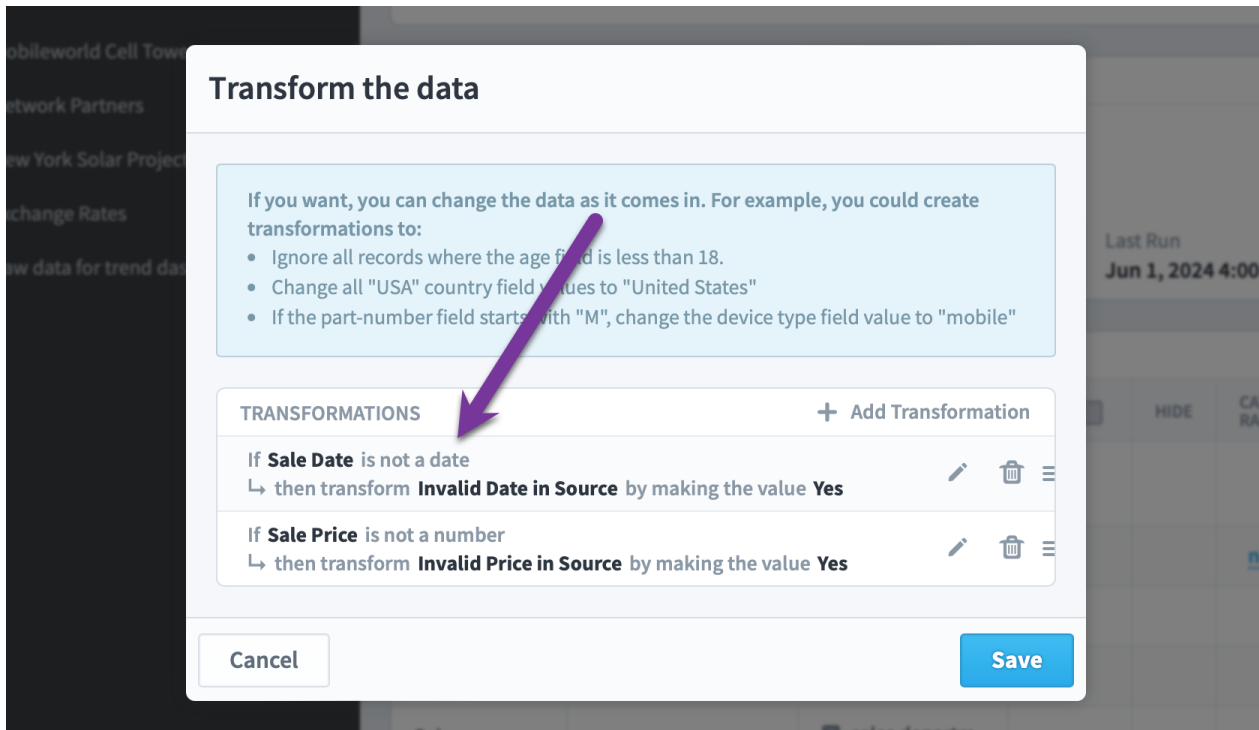 obileworld Cell Towe
etwork Partners
ew York Solar Project
xchange Rates
aw data for trend das
Transform the data
If you want, you can change the data as it comes in. For example, you could create
transformations to:
• Ignore all records where the age field is less than 18.
• Change all "USA" country field values to "United States"
• If the part-number field starts with "M", change the device type field value to "mobile"
TRANSFORMATIONS
Add Transformation
If Sale Date is not a date
then transform Invalid Date in Source by making the value Yes
If Sale Price is not a number
then transform Invalid Price in Source by making the value Yes
Cancel
Save
Last Run
Jun 1, 2024 4:00
HIDE
CA
RA